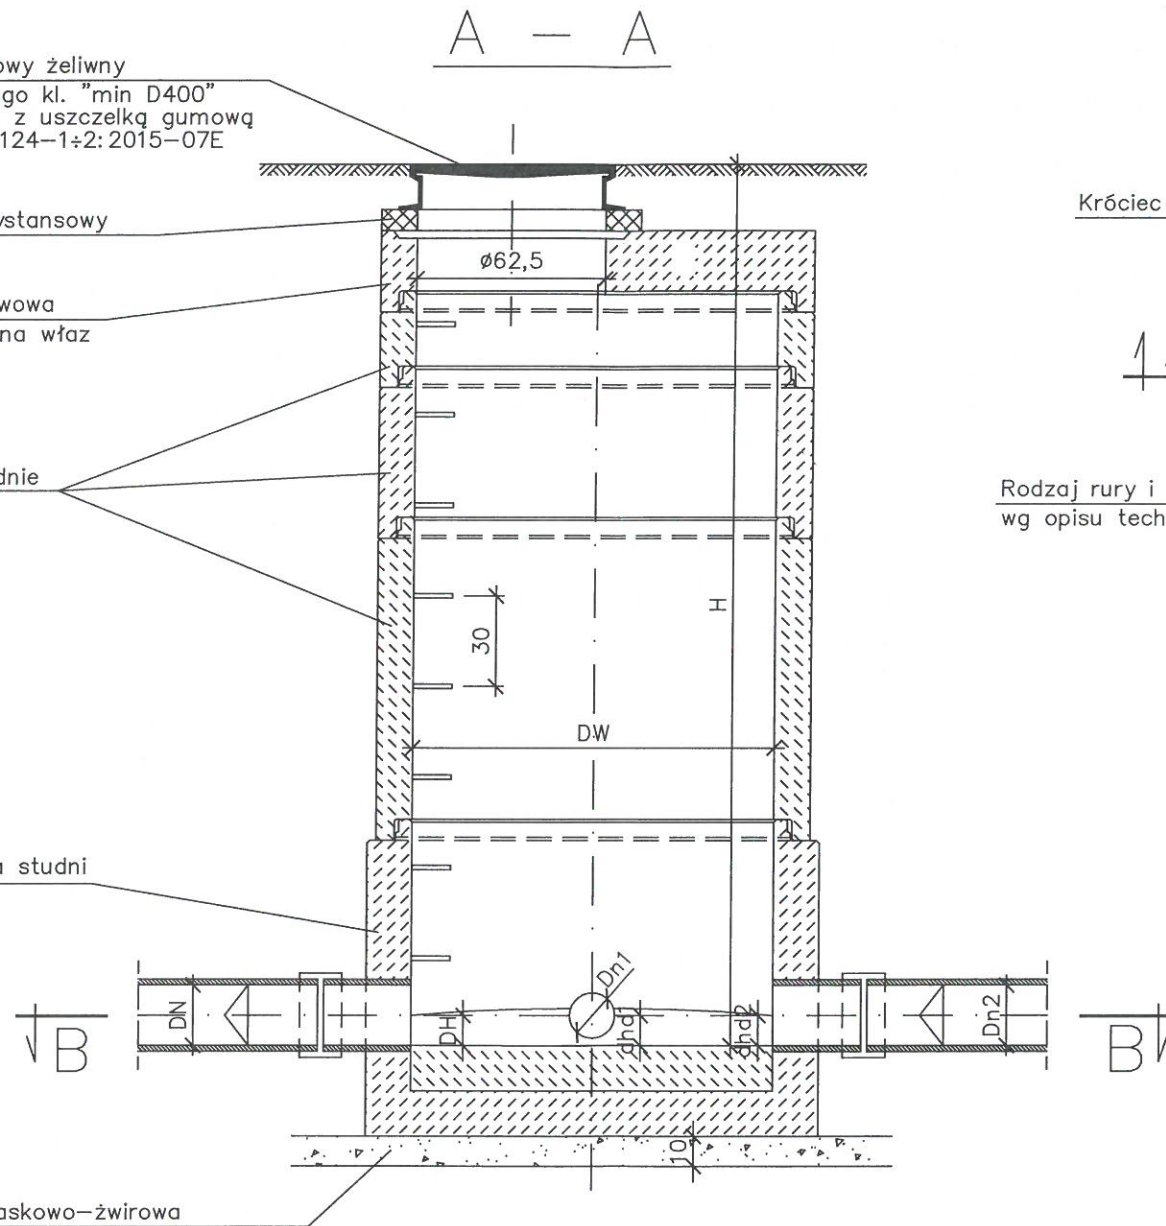 A – A
owy żeliwny
go kl. "min D400"
z uszczelką gumową
124–1÷2:2015–07E
ystansowy
Króciec
Ø62,5
wowa
na właz
dnie
Rodzaj rury i
wg opisu tech
H
30
DW
a studni
Dn1
DN
DH
dhd1
dhd2
Dn2
B
B
10
askowo–żwirowa